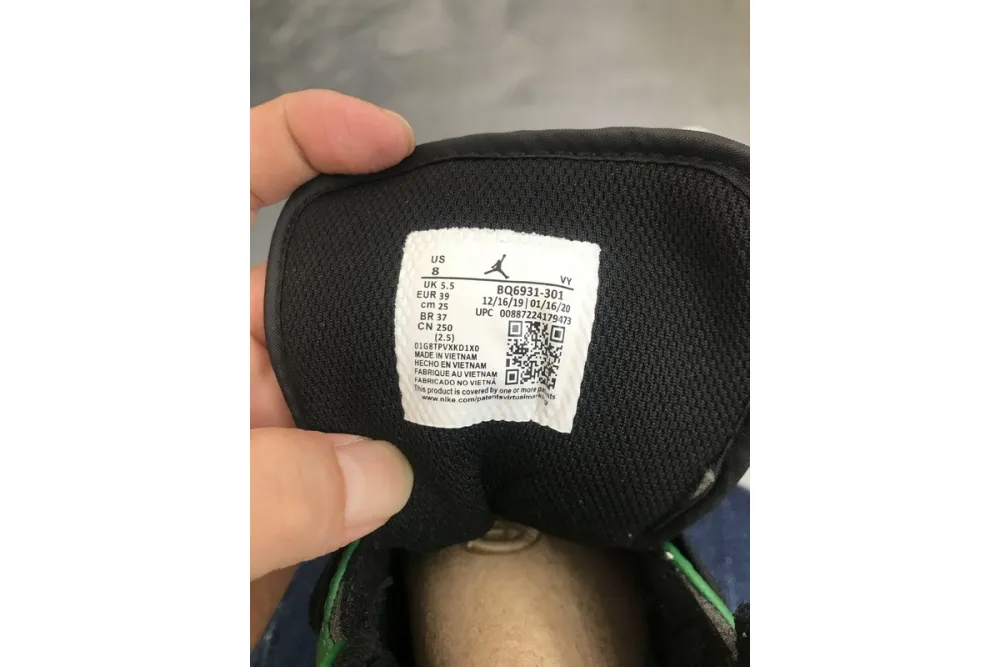 US
8
VY
UK 5.5
EUR 39
cm 25
BR 37
CN 250
(2.5)
BQ6931-301
12/16/19 | 01/16/20
UPC 00887224179473
01G8TPVXKD1X0
MADE IN VIETNAM
HECHO EN VIETNAM
FABRIQUE AU VIETNAM
FABRICADO NO VIETNÃ
This product is covered by one or more
www.nike.com/patents